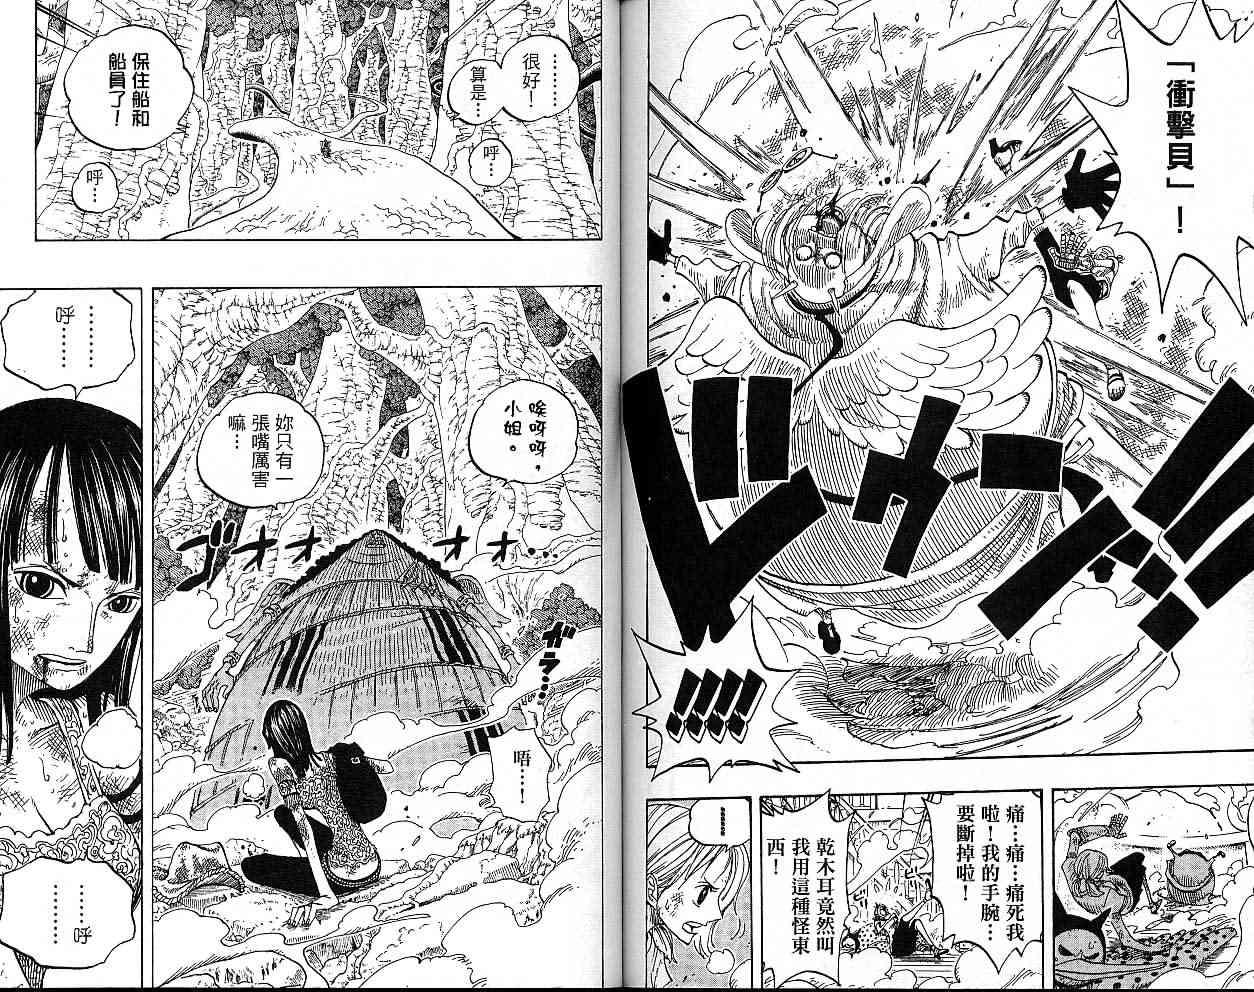 「衝擊貝」！
ドゥン!!
!!!!!
痛…痛…痛死我
啦！我的手腕…
要斷掉啦！
乾木耳竟然叫
我用這種怪東
西！
………
………
很好！
算是…
呼…
保住船和
船員了！
呼…
唉呀呀，
小姐。
妳只有一
張嘴厲害
嘛…
ズオオオオ…
ガラ…
唔…！
………
呼………
………
………呼